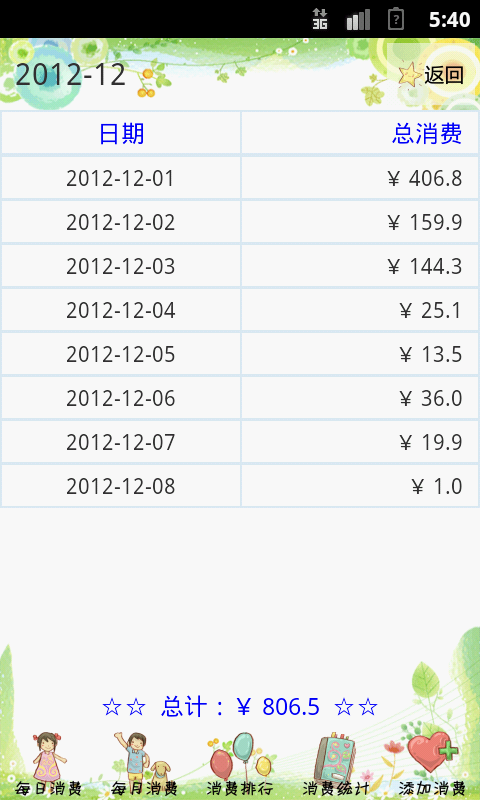 3G 5:40
2012-12 返回
日期 总消费
2012-12-01 ￥ 406.8
2012-12-02 ￥ 159.9
2012-12-03 ￥ 144.3
2012-12-04 ￥ 25.1
2012-12-05 ￥ 13.5
2012-12-06 ￥ 36.0
2012-12-07 ￥ 19.9
2012-12-08 ￥ 1.0
☆☆ 总计：￥ 806.5 ☆☆
每日消费 每月消费 消费排行 消费统计 添加消费